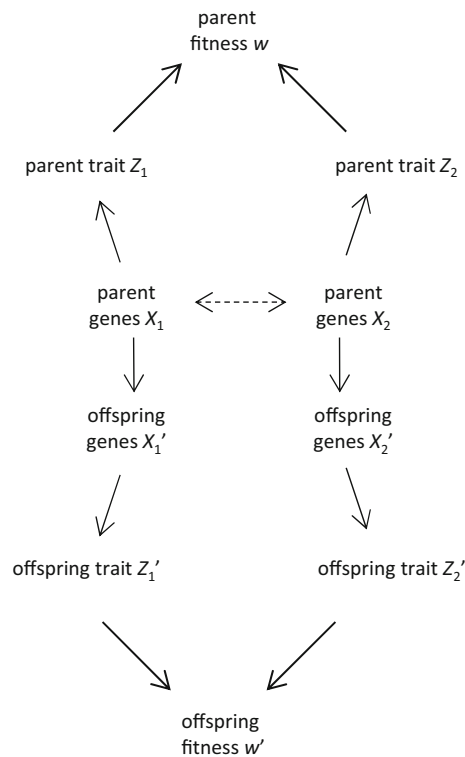 parent
fitness w
parent trait Z₁
parent trait Z₂
parent
genes X₁
parent
genes X₂
offspring
genes X₁'
offspring
genes X₂'
offspring trait Z₁'
offspring trait Z₂'
offspring
fitness w'